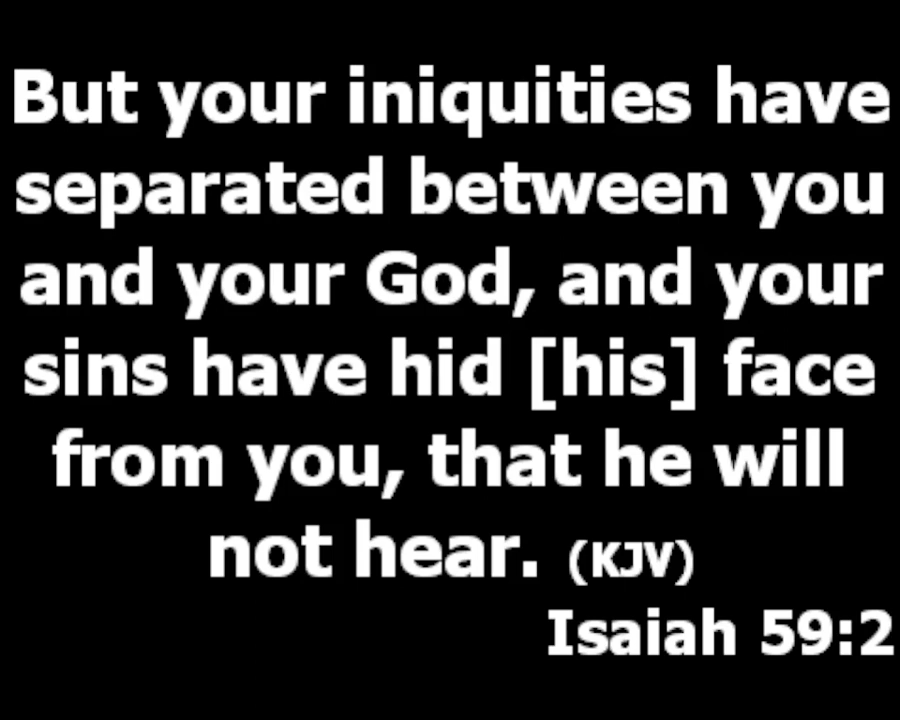 But your iniquities have
separated between you
and your God, and your
sins have hid [his] face
from you, that he will
not hear. (KJV)
Isaiah 59:2